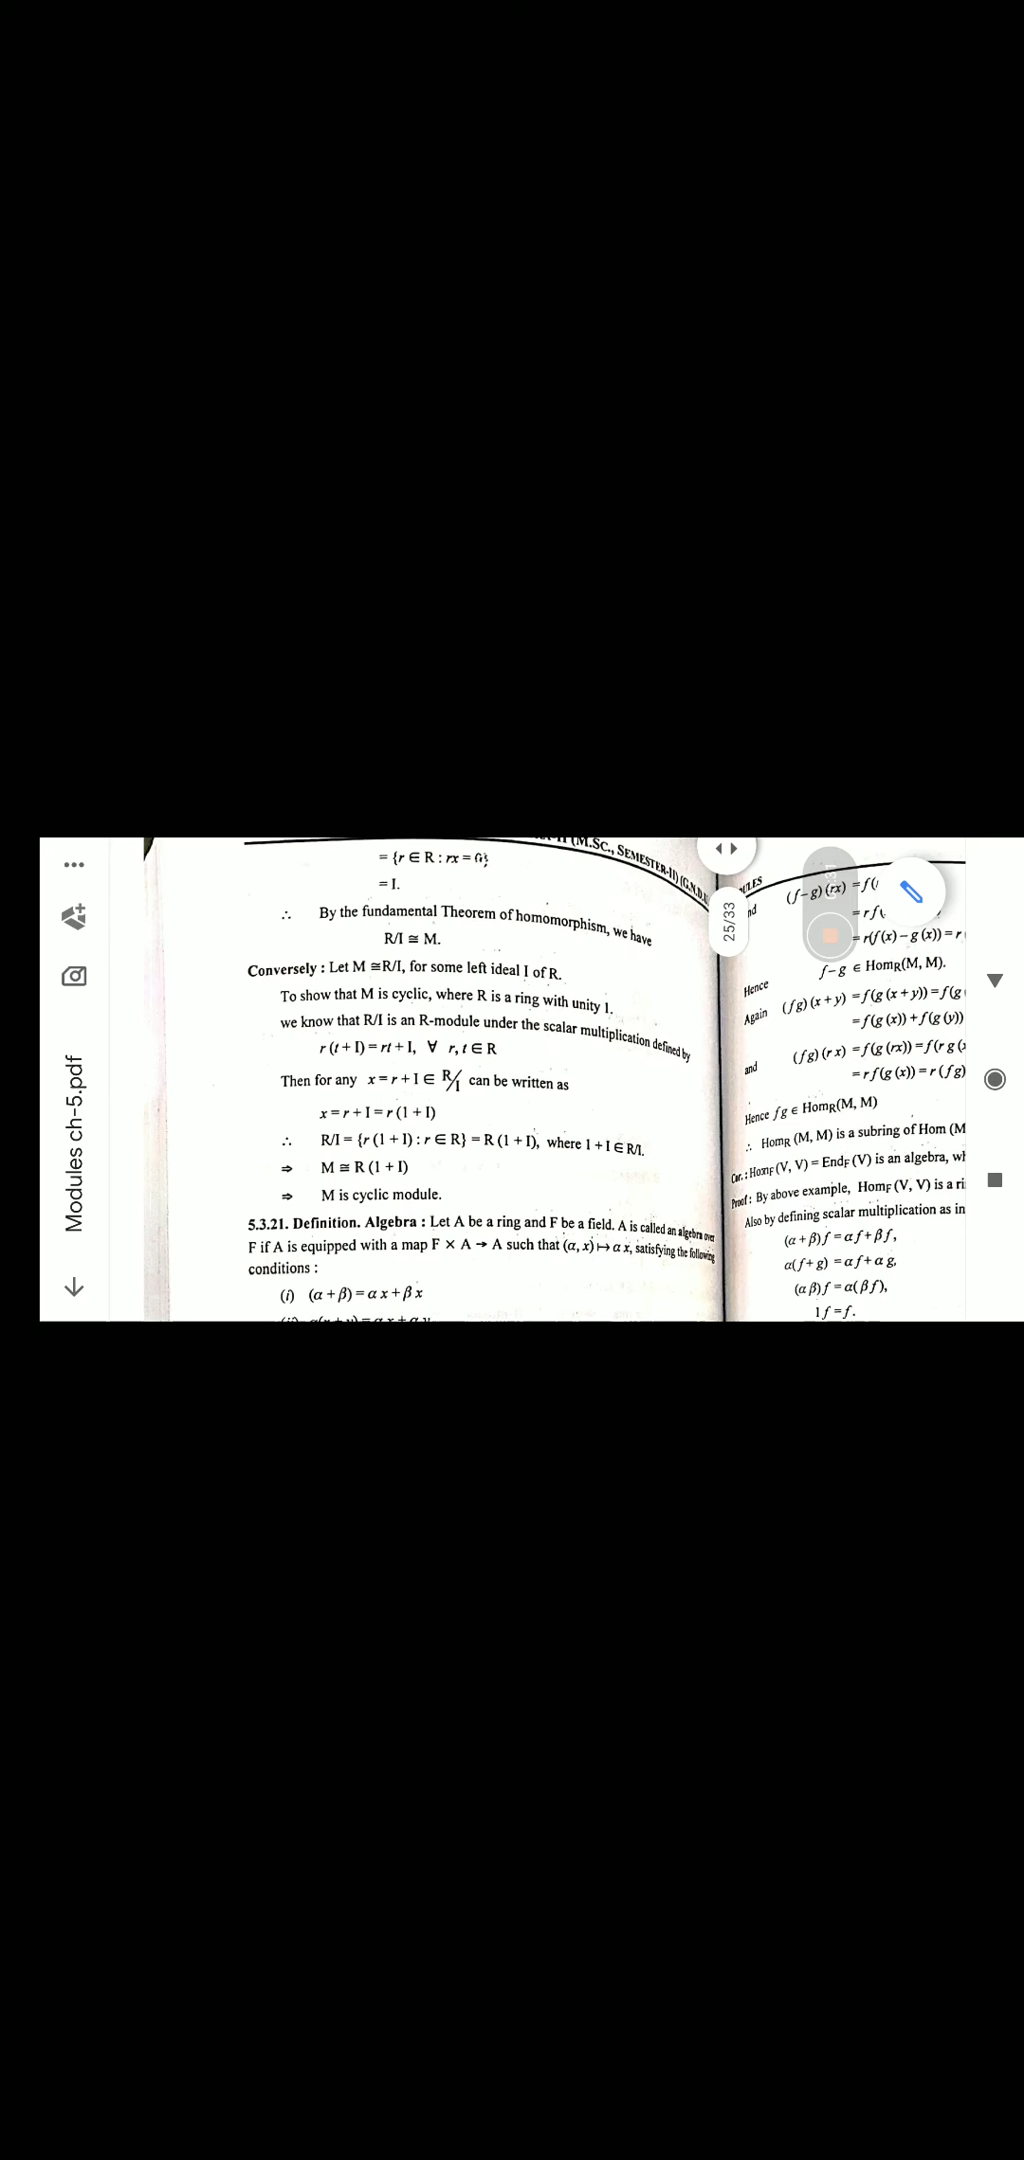 (M.SC., SEMESTER-II) (G.N.D.U.
= {r ∈ R : rx = 0}
= I.
∴ By the fundamental Theorem of homomorphism, we have
R/I ≅ M.
Conversely : Let M ≅R/I, for some left ideal I of R.
To show that M is cyclic, where R is a ring with unity 1.
we know that R/I is an R-module under the scalar multiplication defined by
r (t + I) = rt + I, ∀ r, t ∈ R
Then for any x = r + I ∈ R/I can be written as
x = r + I = r (1 + I)
∴ R/I = {r (1 + I) : r ∈ R} = R (1 + I), where 1 + I ∈ R/I.
⇒ M ≅ R (1 + I)
⇒ M is cyclic module.
5.3.21. Definition. Algebra : Let A be a ring and F be a field. A is called an algebra over
F if A is equipped with a map F × A → A such that (α, x) ↦ α x, satisfying the following
conditions :
(i) (α + β) = α x + β x
(ii) α(x + y) = α x + α y
(f – g) (rx) = f(
= r f(
= r(f(x) – g (x)) = r
Hence f – g ∈ HomR(M, M).
Again (fg) (x + y) = f(g (x + y)) = f(g
= f(g (x)) + f(g (y))
and (fg) (r x) = f(g (rx)) = f(r g (x
= r f(g (x)) = r (fg)
Hence fg ∈ HomR(M, M)
∴ HomR (M, M) is a subring of Hom (M
Cor. : HomF (V, V) = EndF (V) is an algebra, wh
Proof : By above example, HomF (V, V) is a ri
Also by defining scalar multiplication as in
(α + β) f = α f + β f,
α(f + g) = α f + α g,
(α β) f = α(β f),
1 f = f.
25/33
Modules ch-5.pdf